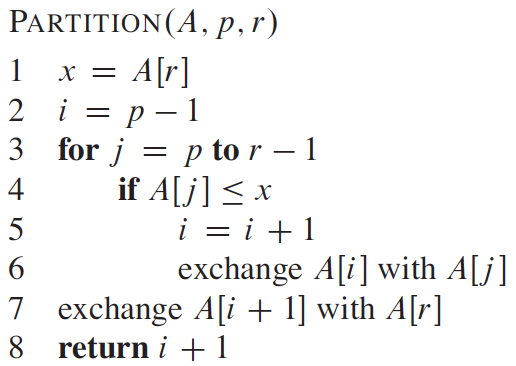 PARTITION(A, p, r)
1 x = A[r]
2 i = p − 1
3 for j = p to r − 1
4 if A[j] ≤ x
5 i = i + 1
6 exchange A[i] with A[j]
7 exchange A[i + 1] with A[r]
8 return i + 1